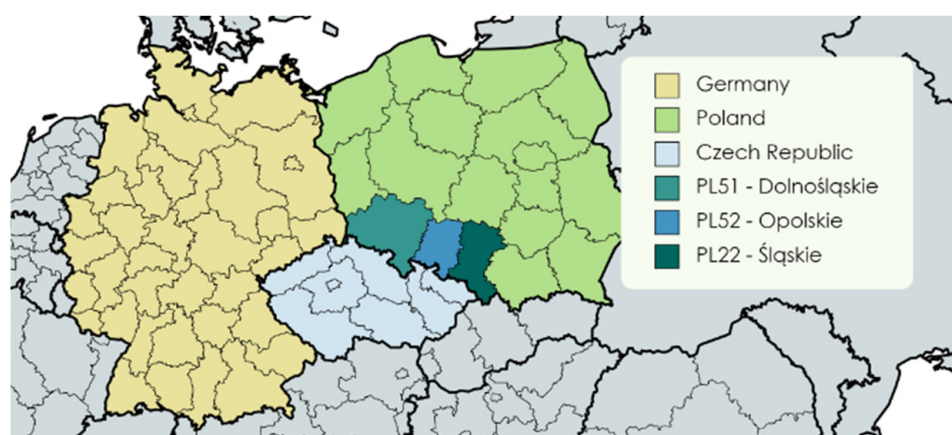 Germany
Poland
Czech Republic
PL51 - Dolnośląskie
PL52 - Opolskie
PL22 - Śląskie